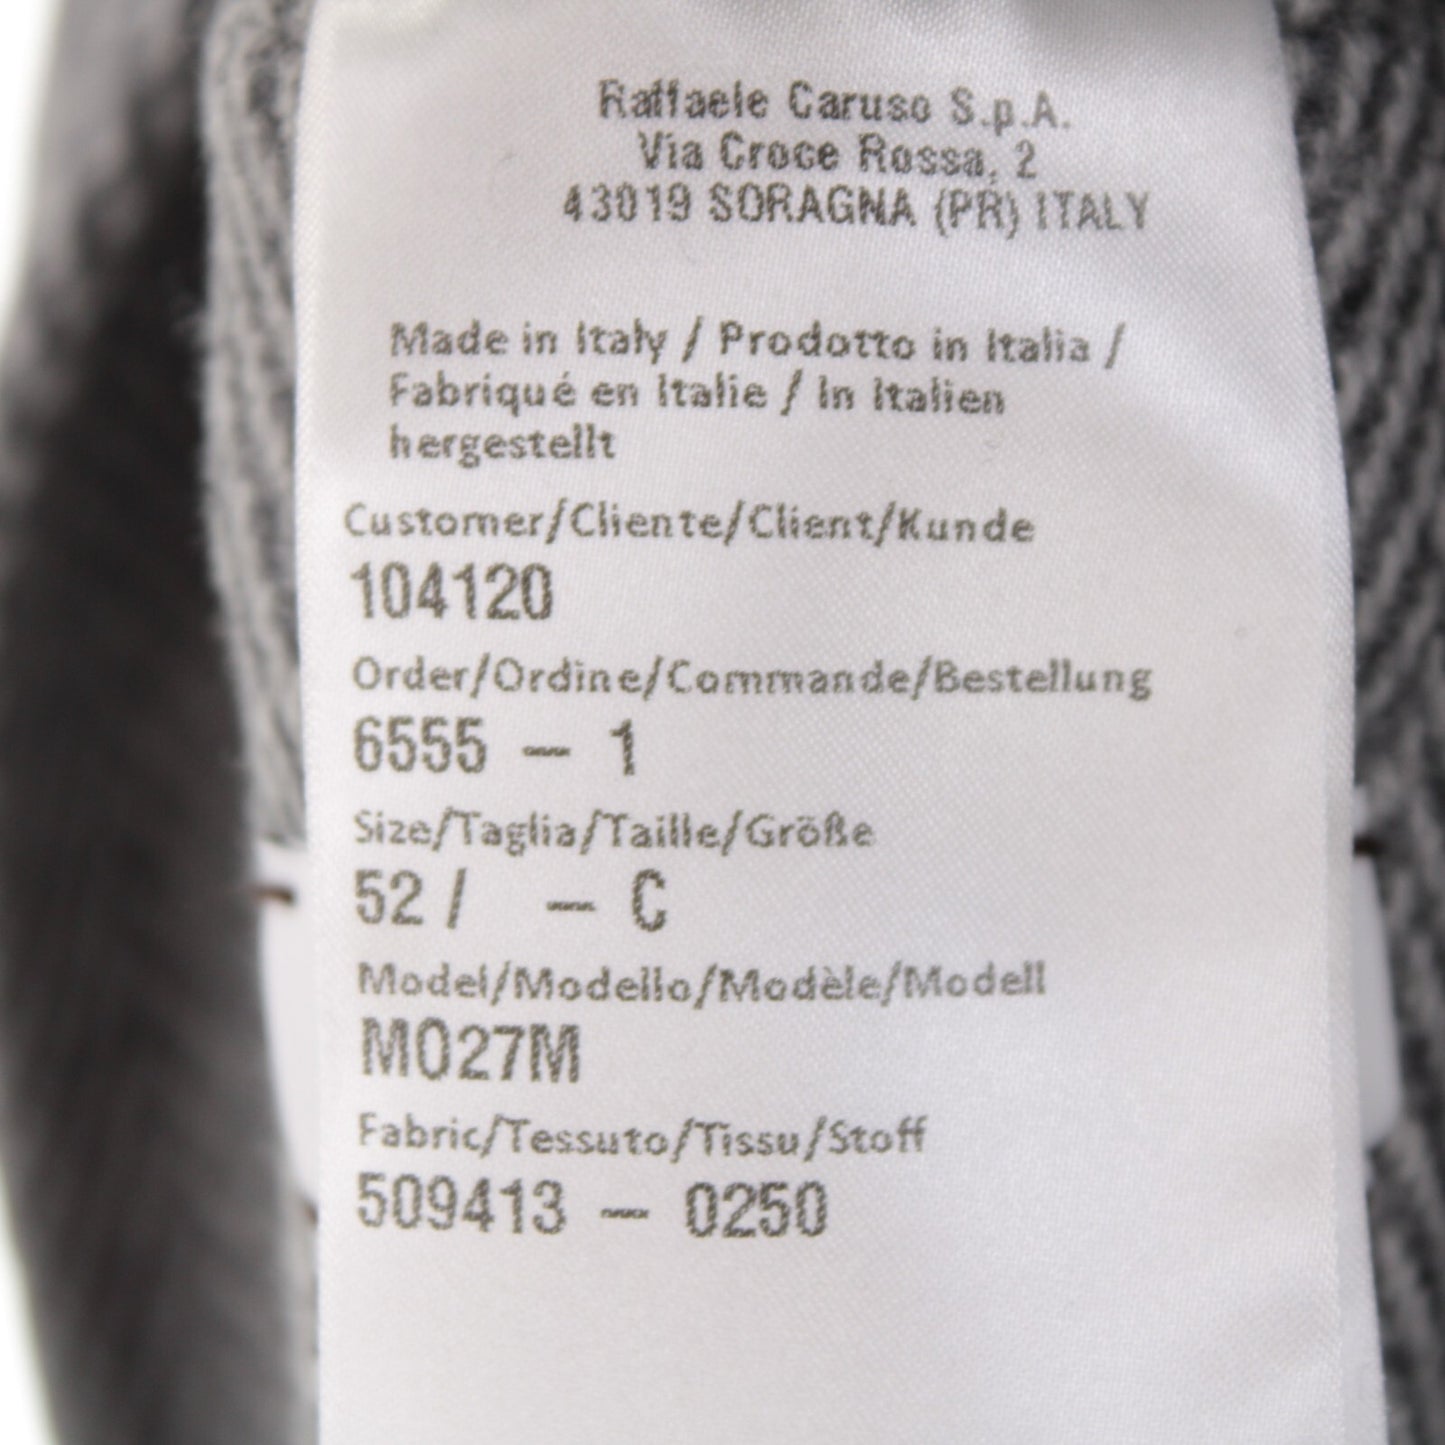 Raffaele Caruso S.p.A.
Via Croce Rossa, 2
43019 SORAGNA (PR) ITALY
Made in Italy / Prodotto in Italia /
Fabriqué en Italie / In Italien
hergestellt
Customer/Cliente/Client/Kunde
104120
Order/Ordine/Commande/Bestellung
6555 – 1
Size/Taglia/Taille/Größe
52 / – C
Model/Modello/Modèle/Modell
MO27M
Fabric/Tessuto/Tissu/Stoff
509413 – 0250